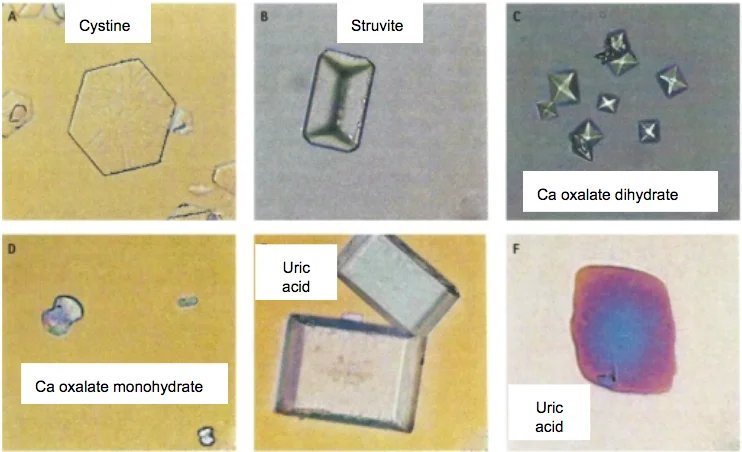 A
Cystine
B
Struvite
C
Ca oxalate dihydrate
D
Ca oxalate monohydrate
Uric
acid
F
Uric
acid